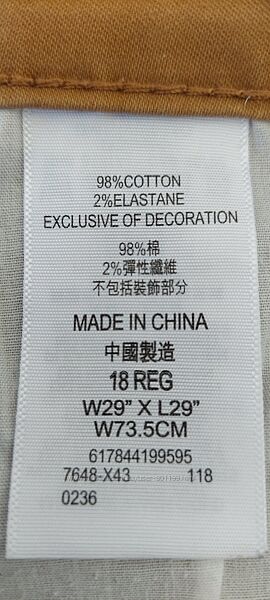 98%COTTON
2%ELASTANE
EXCLUSIVE OF DECORATION
98%棉
2%彈性纖維
不包括裝飾部分
MADE IN CHINA
中國製造
18 REG
W29” X L29”
W73.5CM
617844199595
7648-X43 118
0236